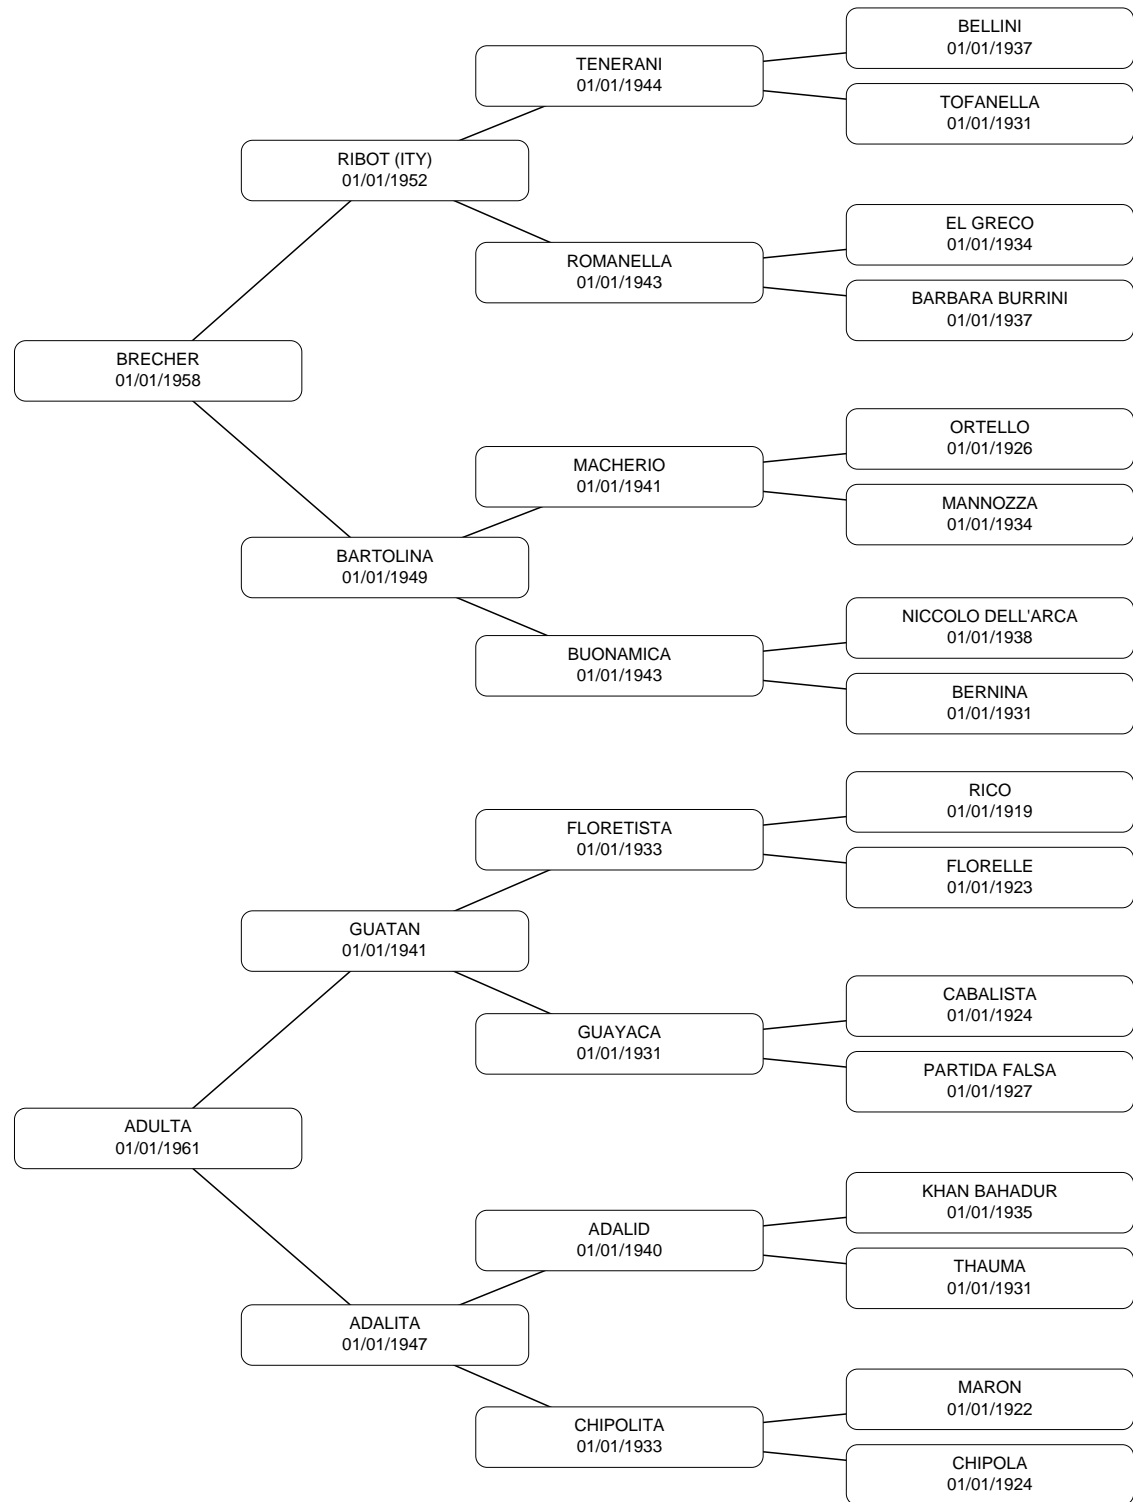 BELLINI
01/01/1937
TENERANI
01/01/1944
TOFANELLA
01/01/1931
RIBOT (ITY)
01/01/1952
EL GRECO
01/01/1934
ROMANELLA
01/01/1943
BARBARA BURRINI
01/01/1937
BRECHER
01/01/1958
ORTELLO
01/01/1926
MACHERIO
01/01/1941
MANNOZZA
01/01/1934
BARTOLINA
01/01/1949
NICCOLO DELL'ARCA
01/01/1938
BUONAMICA
01/01/1943
BERNINA
01/01/1931
RICO
01/01/1919
FLORETISTA
01/01/1933
FLORELLE
01/01/1923
GUATAN
01/01/1941
CABALISTA
01/01/1924
GUAYACA
01/01/1931
PARTIDA FALSA
01/01/1927
ADULTA
01/01/1961
KHAN BAHADUR
01/01/1935
ADALID
01/01/1940
THAUMA
01/01/1931
ADALITA
01/01/1947
MARON
01/01/1922
CHIPOLITA
01/01/1933
CHIPOLA
01/01/1924